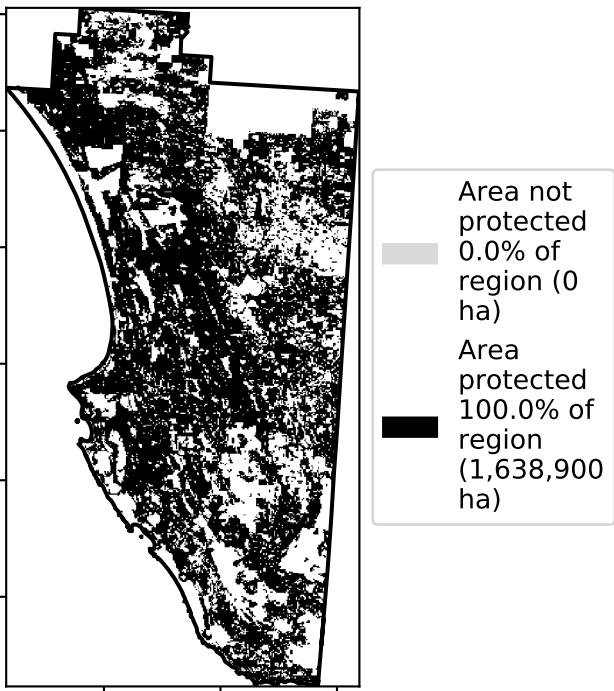 Area not
protected
0.0% of
region (0
ha)
Area
protected
100.0% of
region
(1,638,900
ha)